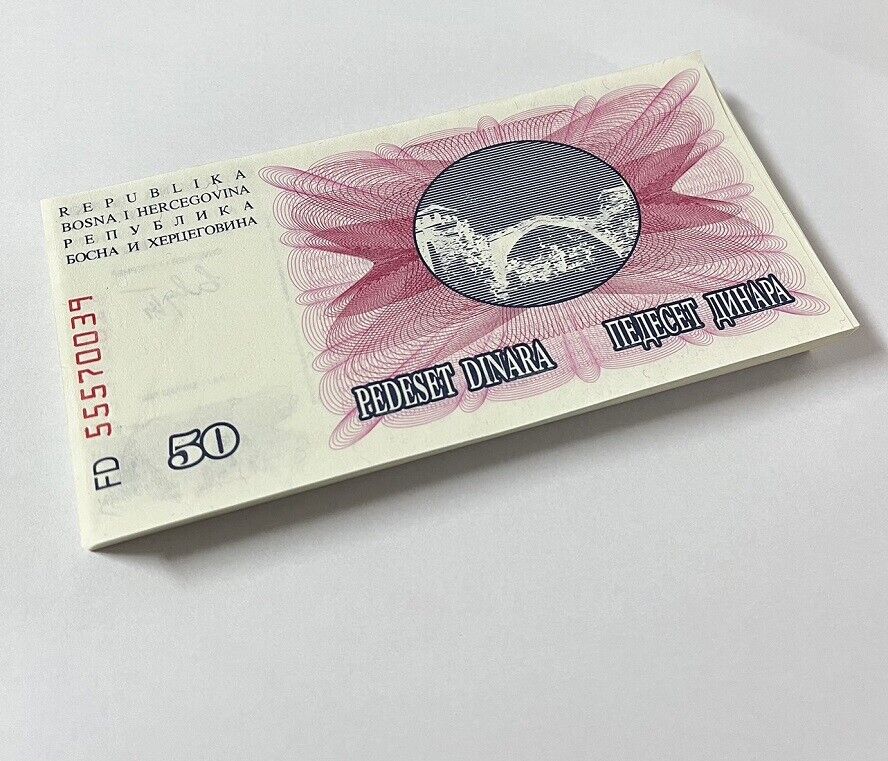 REPUBLIKA
BOSNA I HERCEGOVINA
РЕПУБЛИКА
БОСНА И ХЕРЦЕГОВИНА
FD 55570039
50
PEDESET DINARA
ПЕДЕСЕТ ДИНАРА